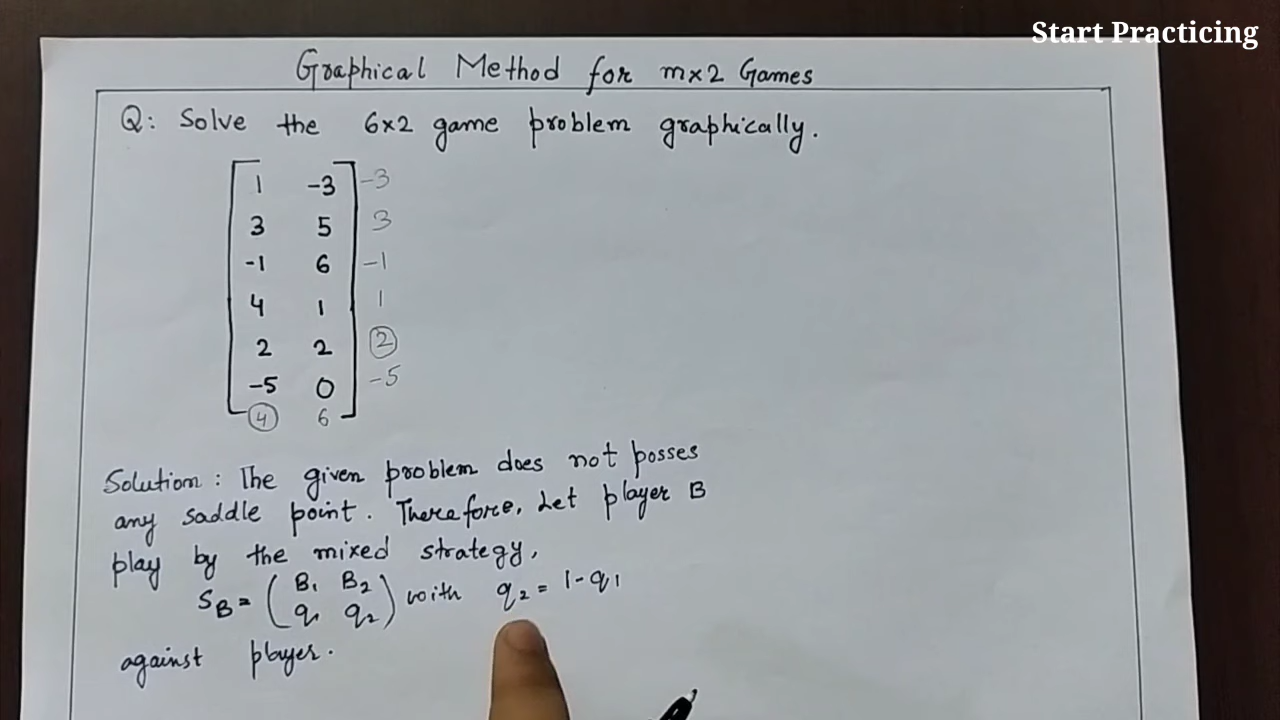 Start Practicing
Graphical Method for m×2 Games
Q: Solve the 6×2 game problem graphically.
1 -3 -3
3 5 3
-1 6 -1
4 1 1
2 2 2
-5 0 -5
4 6
Solution: The given problem does not posses
any saddle point. Therefore, Let player B
play by the mixed strategy,
S_B = ( B₁ B₂ ) with q₂ = 1-q₁
q₁ q₂
against player.